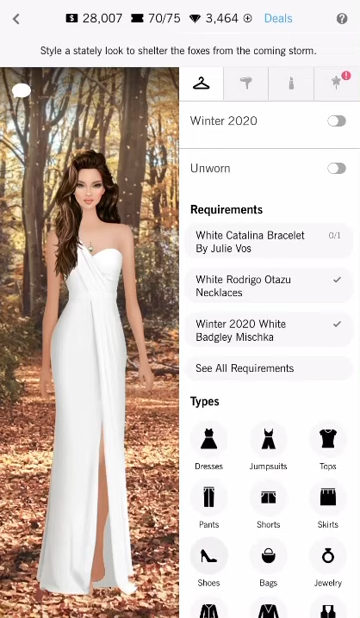 28,007 70/75 3,464 Deals
Style a stately look to shelter the foxes from the coming storm.
Winter 2020
Unworn
Requirements
White Catalina Bracelet 0/1
By Julie Vos
White Rodrigo Otazu
Necklaces
Winter 2020 White
Badgley Mischka
See All Requirements
Types
Dresses Jumpsuits Tops
Pants Shorts Skirts
Shoes Bags Jewelry